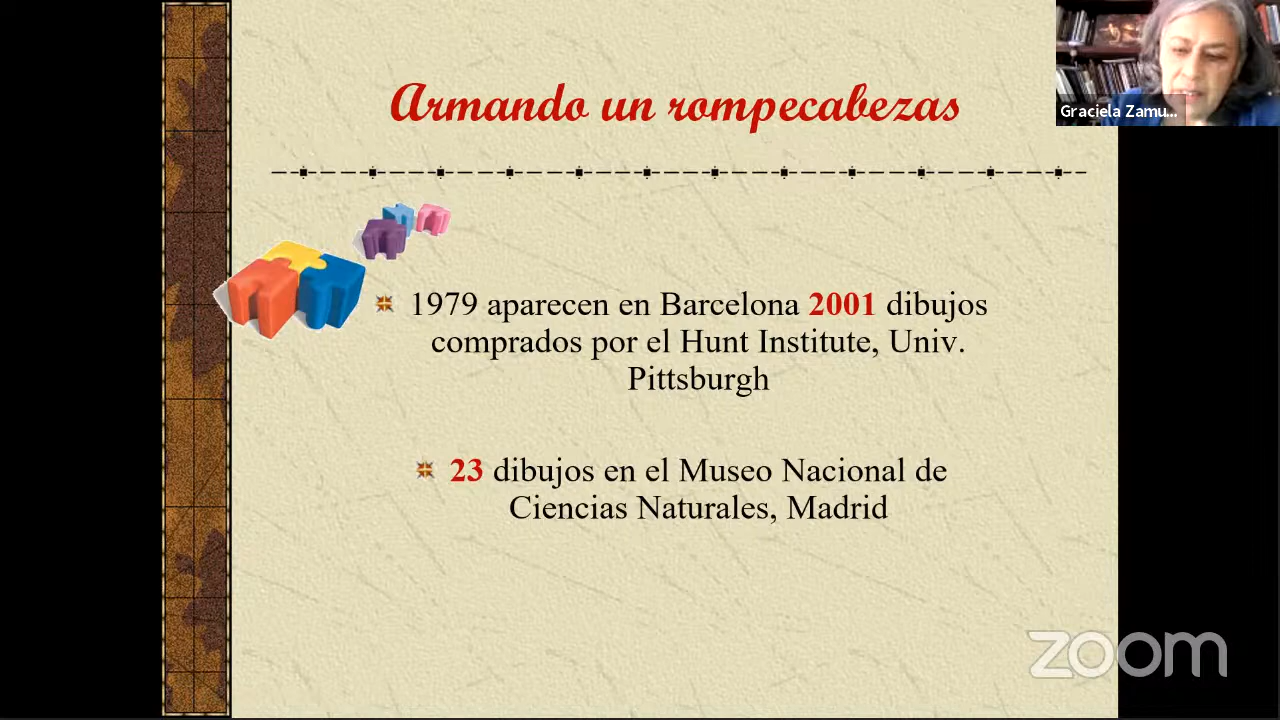 Armando un rompecabezas
Graciela Zamu...
1979 aparecen en Barcelona 2001 dibujos
comprados por el Hunt Institute, Univ.
Pittsburgh
23 dibujos en el Museo Nacional de
Ciencias Naturales, Madrid
zoom